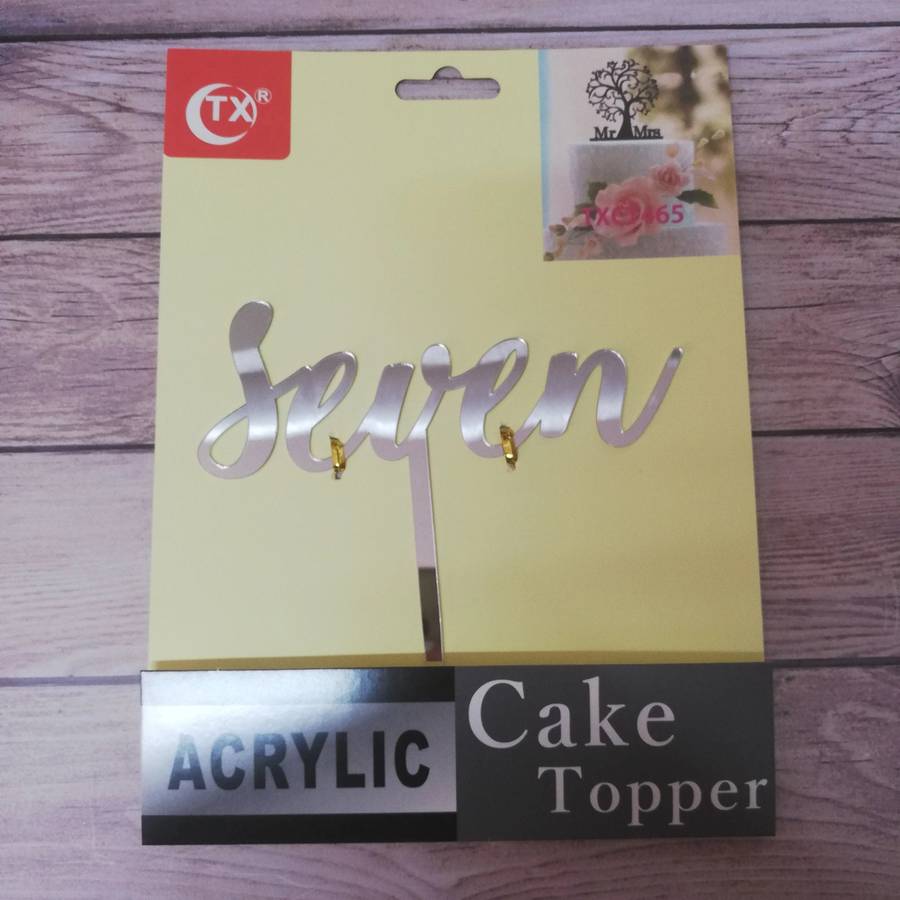 TX®
Mr Mrs
seven
ACRYLIC
Cake
Topper